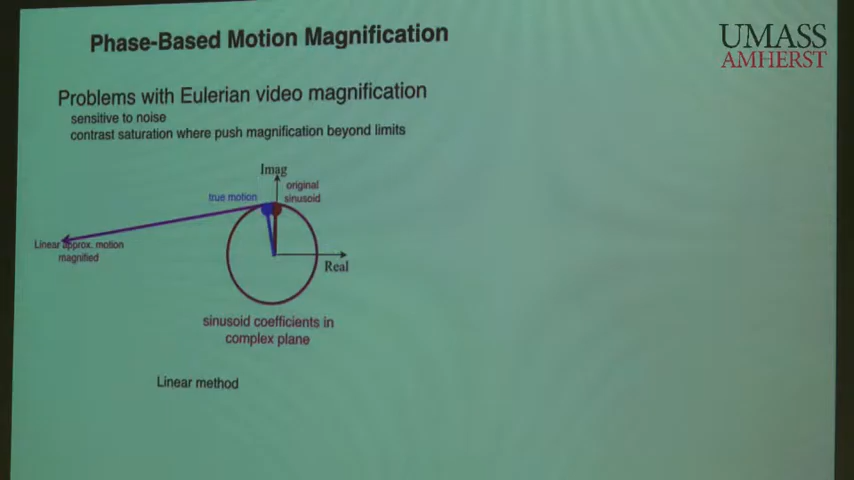 Phase-Based Motion Magnification
UMASS
AMHERST
Problems with Eulerian video magnification
sensitive to noise
contrast saturation where push magnification beyond limits
Imag
true motion
original
sinusoid
Linear approx. motion
magnified
Real
sinusoid coefficients in
complex plane
Linear method